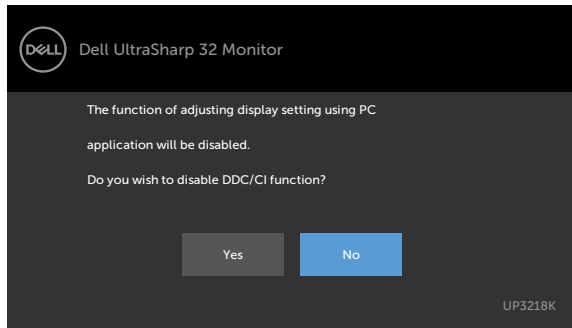 DELL
Dell UltraSharp 32 Monitor
The function of adjusting display setting using PC
application will be disabled.
Do you wish to disable DDC/CI function?
Yes
No
UP3218K